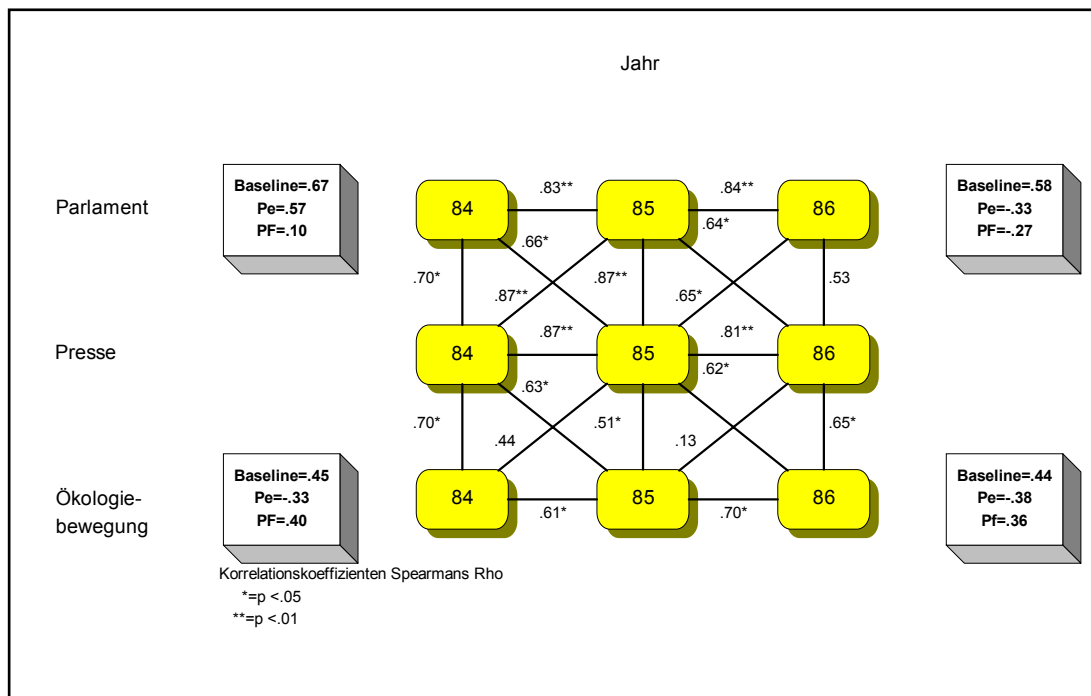 Jahr
Parlament
Baseline=.67
Pe=.57
PF=.10
84
.83**
85
.84**
86
Baseline=.58
Pe=-.33
PF=-.27
.66*
.64*
.70*
.87**
.87**
.65*
.53
Presse
84
.87**
85
.81**
86
.63*
.62*
.70*
.44
.51*
.13
.65*
Ökologie-
bewegung
Baseline=.45
Pe=-.33
PF=.40
84
.61*
85
.70*
86
Baseline=.44
Pe=-.38
Pf=.36
Korrelationskoeffizienten Spearmans Rho
*=p <.05
**=p <.01